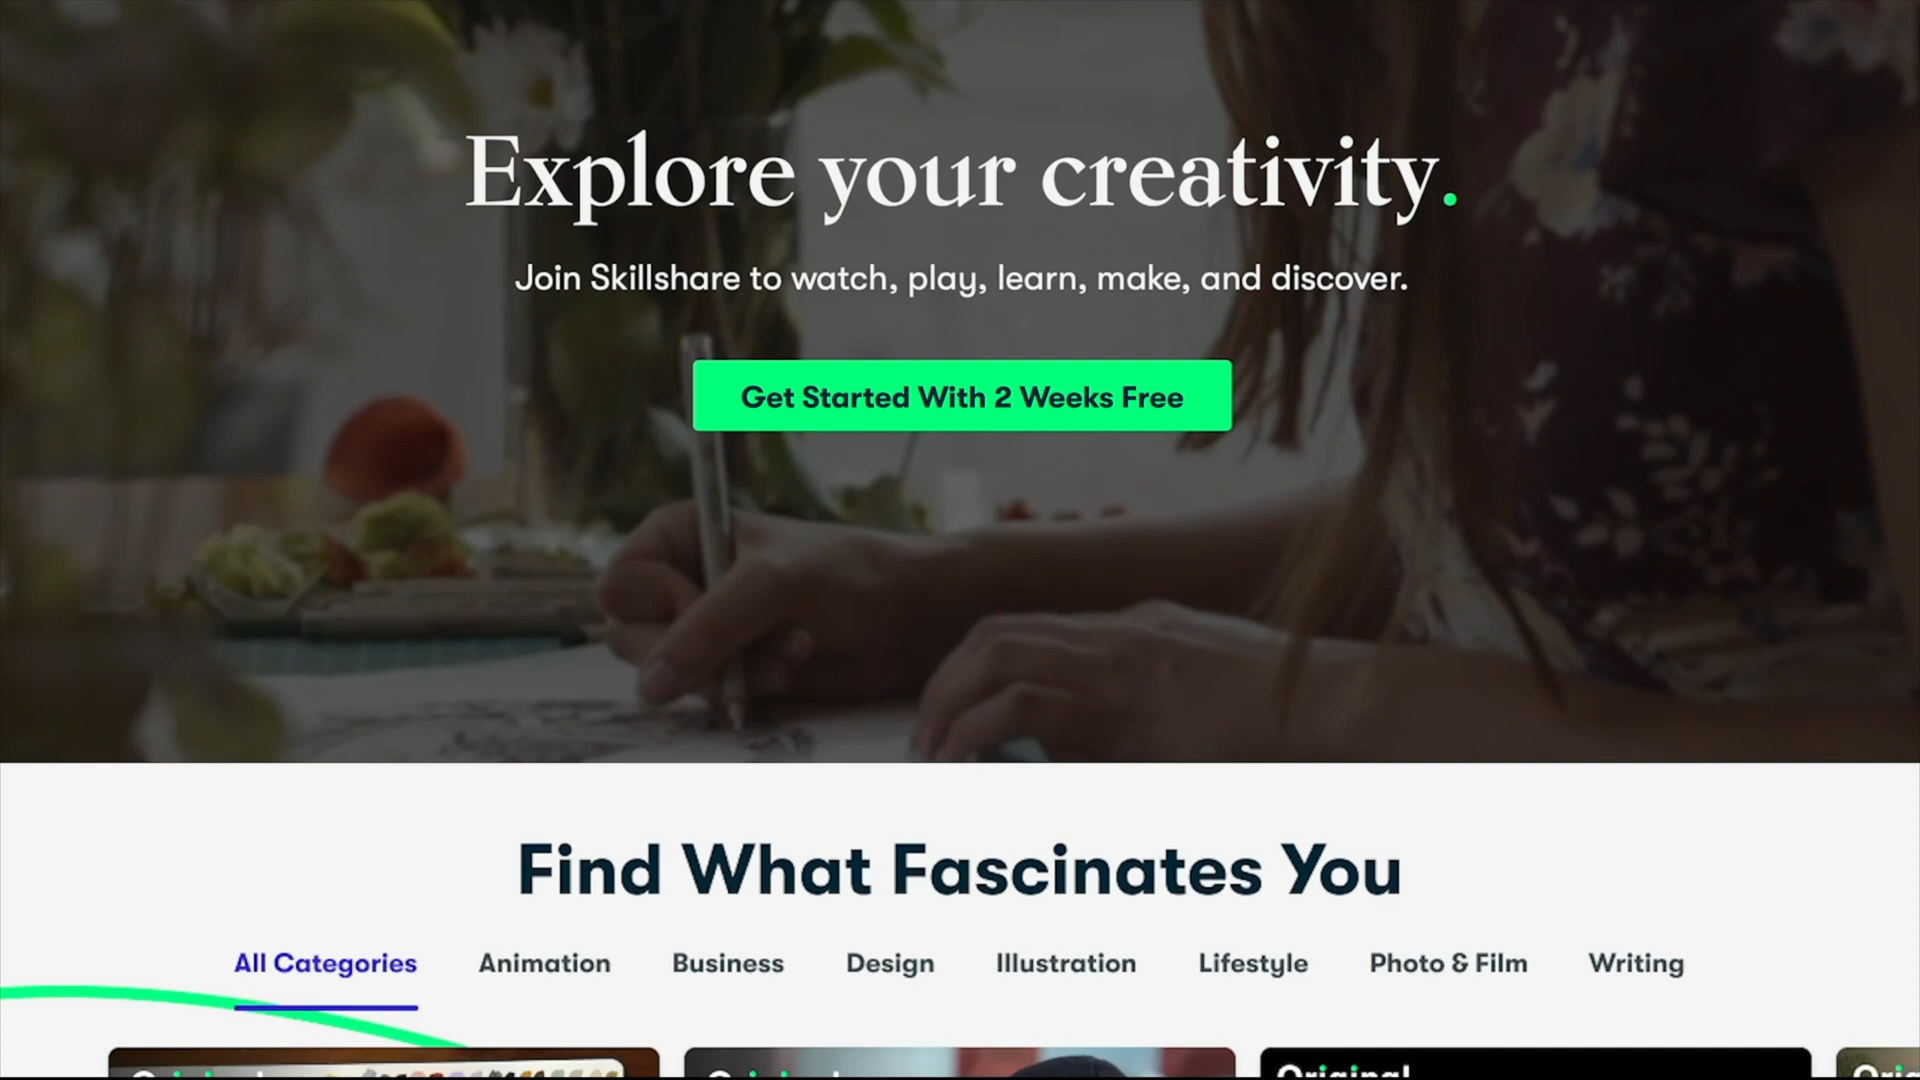 Explore your creativity.
Join Skillshare to watch, play, learn, make, and discover.
Get Started With 2 Weeks Free
Find What Fascinates You
All Categories
Animation
Business
Design
Illustration
Lifestyle
Photo & Film
Writing
Original